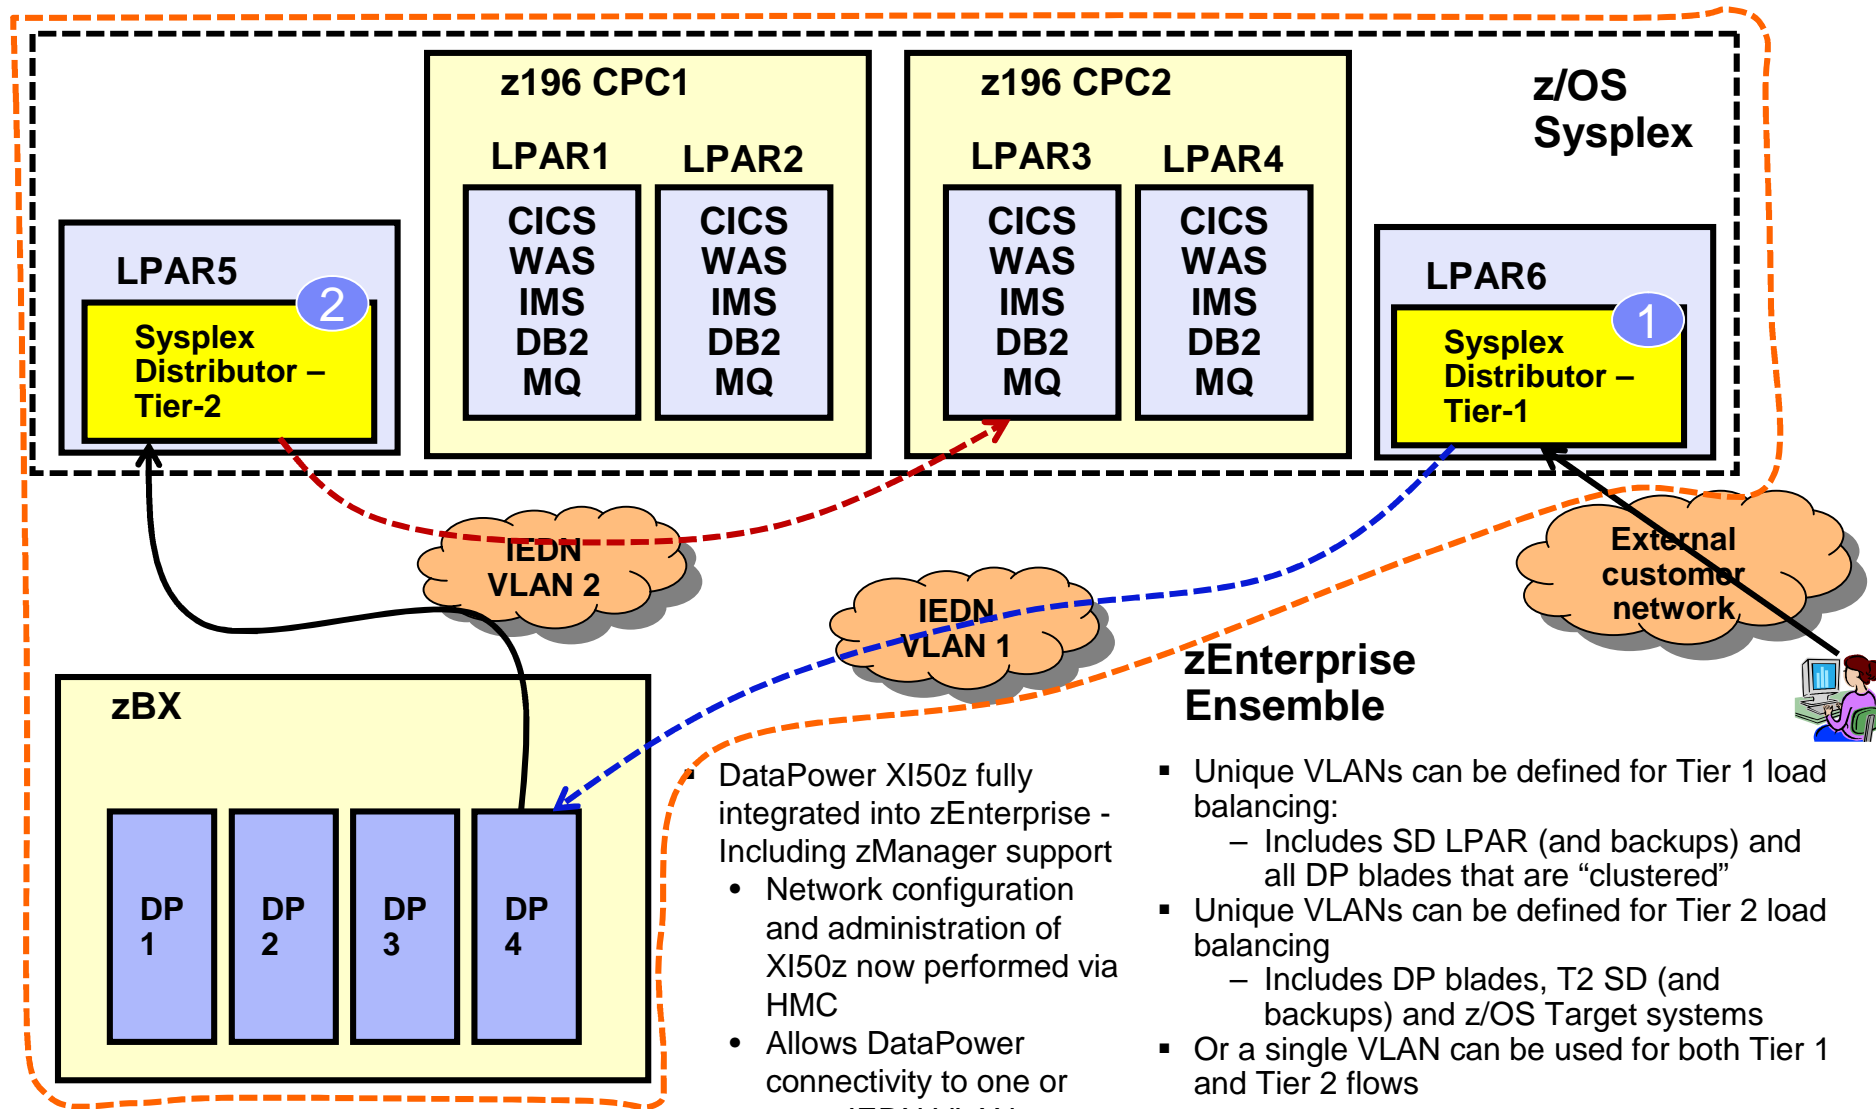 z196 CPC1
z196 CPC2
z/OS
Sysplex
LPAR1
LPAR2
LPAR3
LPAR4
CICS
WAS
IMS
DB2
MQ
CICS
WAS
IMS
DB2
MQ
CICS
WAS
IMS
DB2
MQ
CICS
WAS
IMS
DB2
MQ
LPAR5
2
Sysplex
Distributor –
Tier-2
LPAR6
1
Sysplex
Distributor –
Tier-1
IEDN
VLAN 2
IEDN
VLAN 1
External
customer
network
zEnterprise
Ensemble
zBX
DP
1
DP
2
DP
3
DP
4
▪ DataPower XI50z fully
integrated into zEnterprise -
Including zManager support
• Network configuration
and administration of
XI50z now performed via
HMC
• Allows DataPower
connectivity to one or
▪ Unique VLANs can be defined for Tier 1 load
balancing:
– Includes SD LPAR (and backups) and
all DP blades that are “clustered”
▪ Unique VLANs can be defined for Tier 2 load
balancing
– Includes DP blades, T2 SD (and
backups) and z/OS Target systems
▪ Or a single VLAN can be used for both Tier 1
and Tier 2 flows